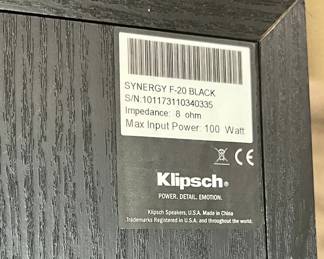 SYNERGY F-20 BLACK
S/N:101173110340335
Impedance: 8 ohm
Max Input Power: 100 Watt
CE
Klipsch®
POWER. DETAIL. EMOTION.
Klipsch Speakers, U.S.A. Made in China
Trademarks Registered in U.S.A. and throughout the world.